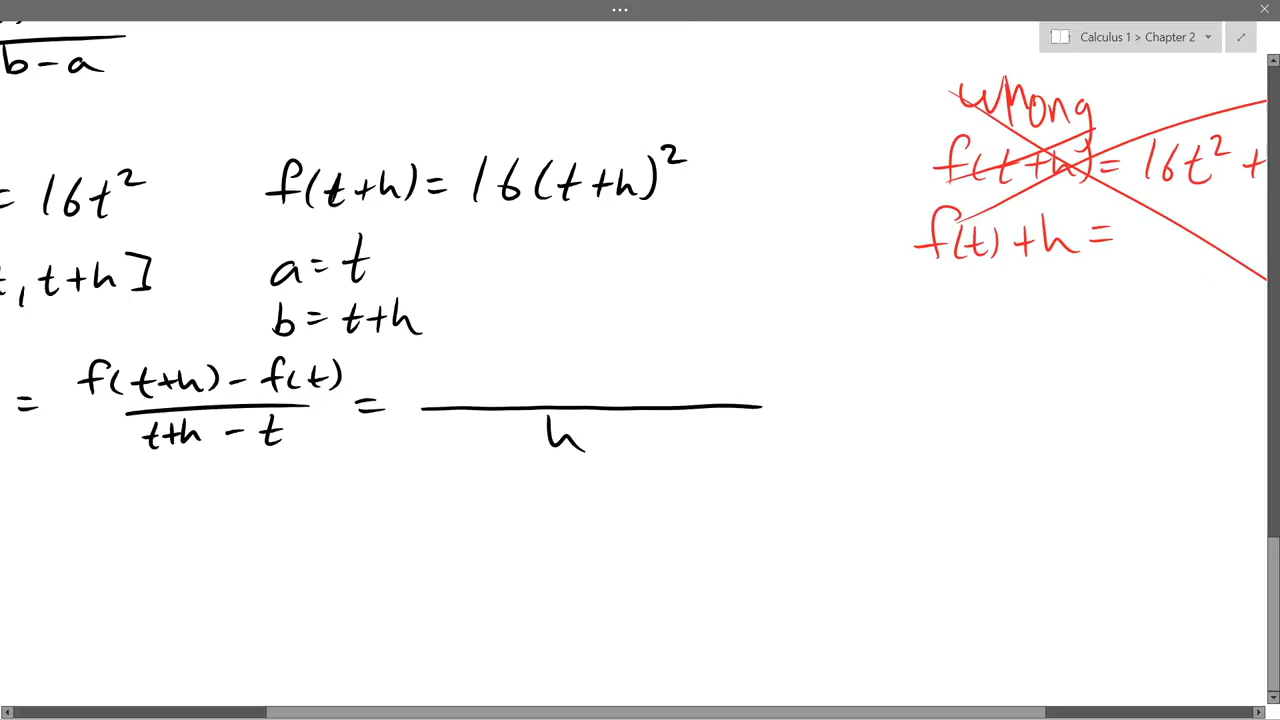 Calculus 1 > Chapter 2
b - a
wrong
f(t+h) = 16t² +
f(t) + h =
= 16t²
f(t+h) = 16(t+h)²
t, t+h]
a = t
b = t+h
= f(t+h) - f(t) / t+h - t = / h